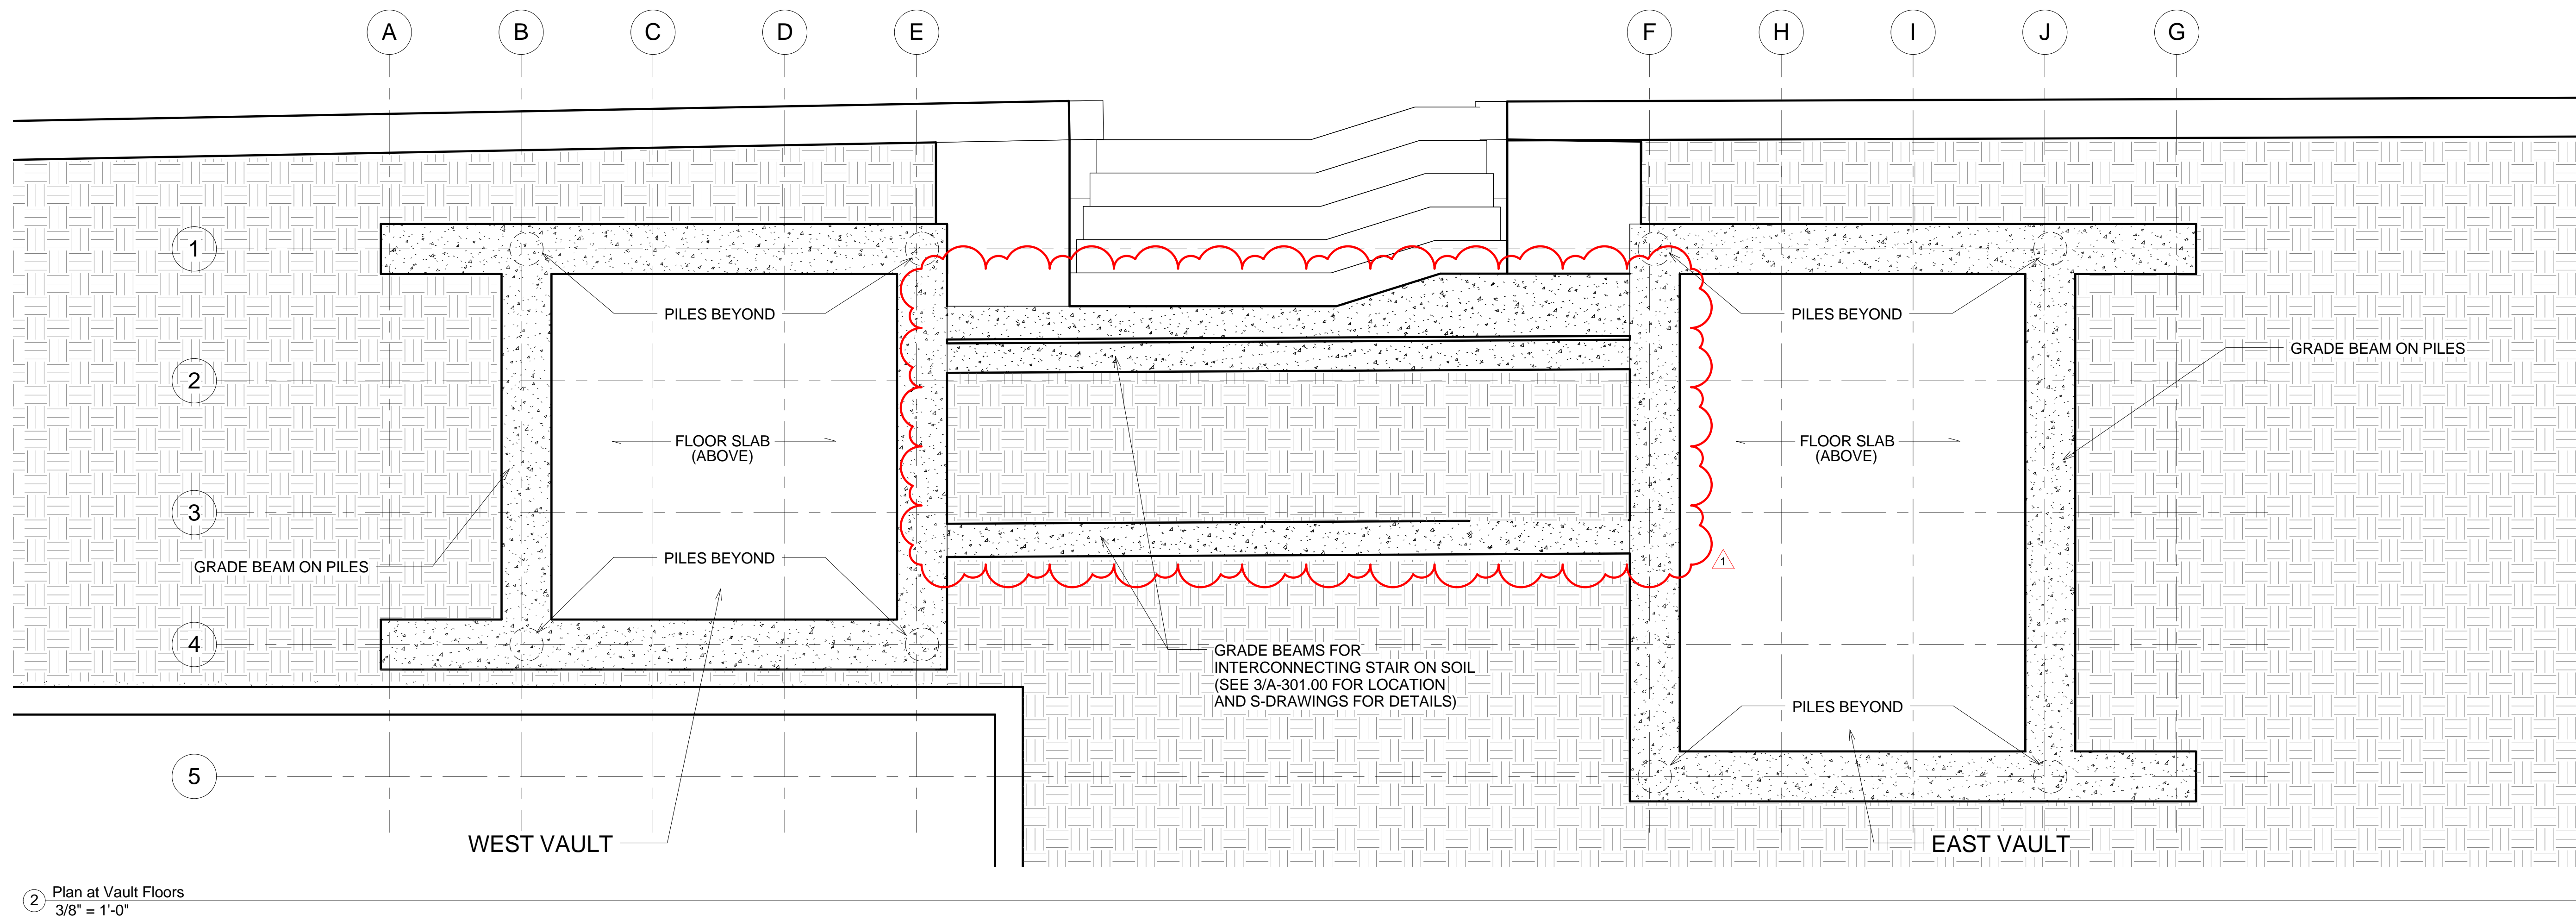 A B C D E F H I J G
1
PILES BEYOND
PILES BEYOND
GRADE BEAM ON PILES
2
FLOOR SLAB
(ABOVE)
FLOOR SLAB
(ABOVE)
3
GRADE BEAM ON PILES
PILES BEYOND
1
4
GRADE BEAMS FOR
INTERCONNECTING STAIR ON SOIL
(SEE 3/A-301.00 FOR LOCATION
AND S-DRAWINGS FOR DETAILS)
PILES BEYOND
5
WEST VAULT
EAST VAULT
2 Plan at Vault Floors
3/8" = 1'-0"